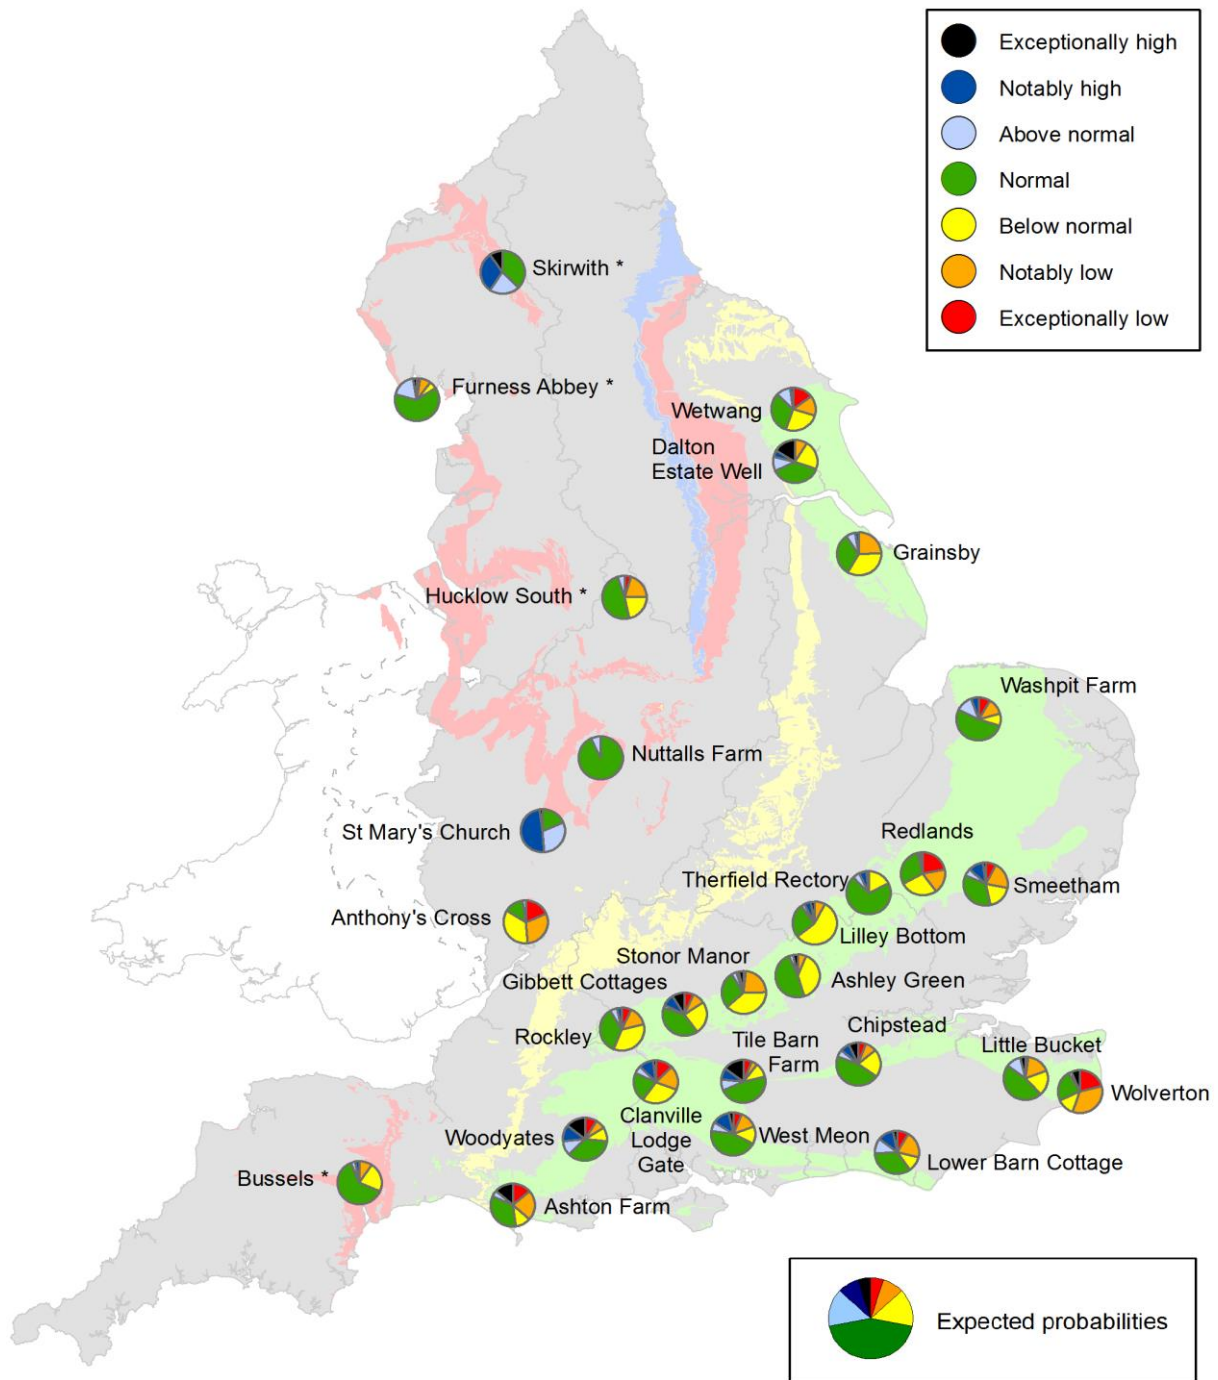 Exceptionally high
Notably high
Above normal
Normal
Below normal
Notably low
Exceptionally low
Skirwith *
Furness Abbey *
Wetwang
Dalton
Estate Well
Grainsby
Hucklow South *
Washpit Farm
Nuttalls Farm
St Mary's Church
Redlands
Therfield Rectory
Smeetham
Anthony's Cross
Lilley Bottom
Stonor Manor
Gibbett Cottages
Ashley Green
Rockley
Chipstead
Tile Barn
Farm
Little Bucket
Wolverton
Clanville
Lodge
Gate
Woodyates
West Meon
Lower Barn Cottage
Bussels *
Ashton Farm
Expected probabilities